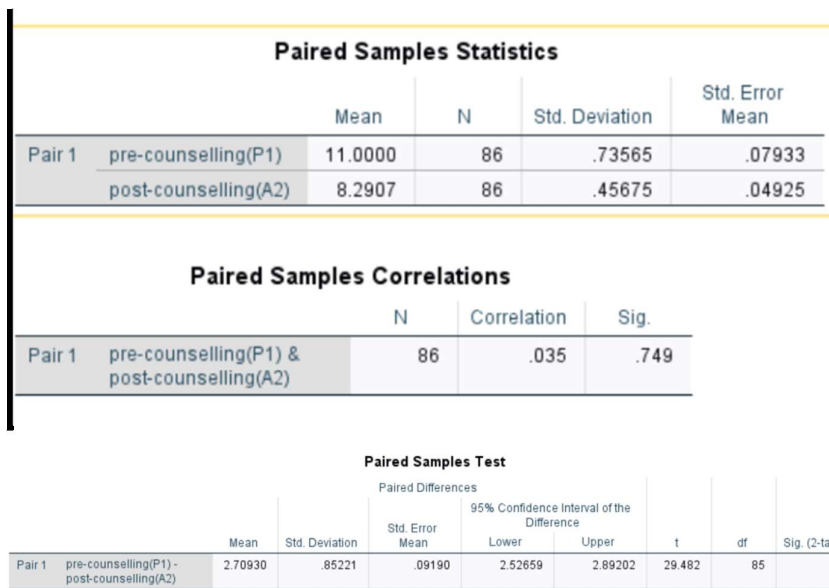 Paired Samples Statistics
Mean N Std. Deviation Std. Error Mean
Pair 1 pre-counselling(P1) 11.0000 86 .73565 .07933
post-counselling(A2) 8.2907 86 .45675 .04925
Paired Samples Correlations
N Correlation Sig.
Pair 1 pre-counselling(P1) & post-counselling(A2) 86 .035 .749
Paired Samples Test
Paired Differences
95% Confidence Interval of the Difference
Mean Std. Deviation Std. Error Mean Lower Upper t df Sig. (2-ta
Pair 1 pre-counselling(P1) - post-counselling(A2) 2.70930 .85221 .09190 2.52659 2.89202 29.482 85